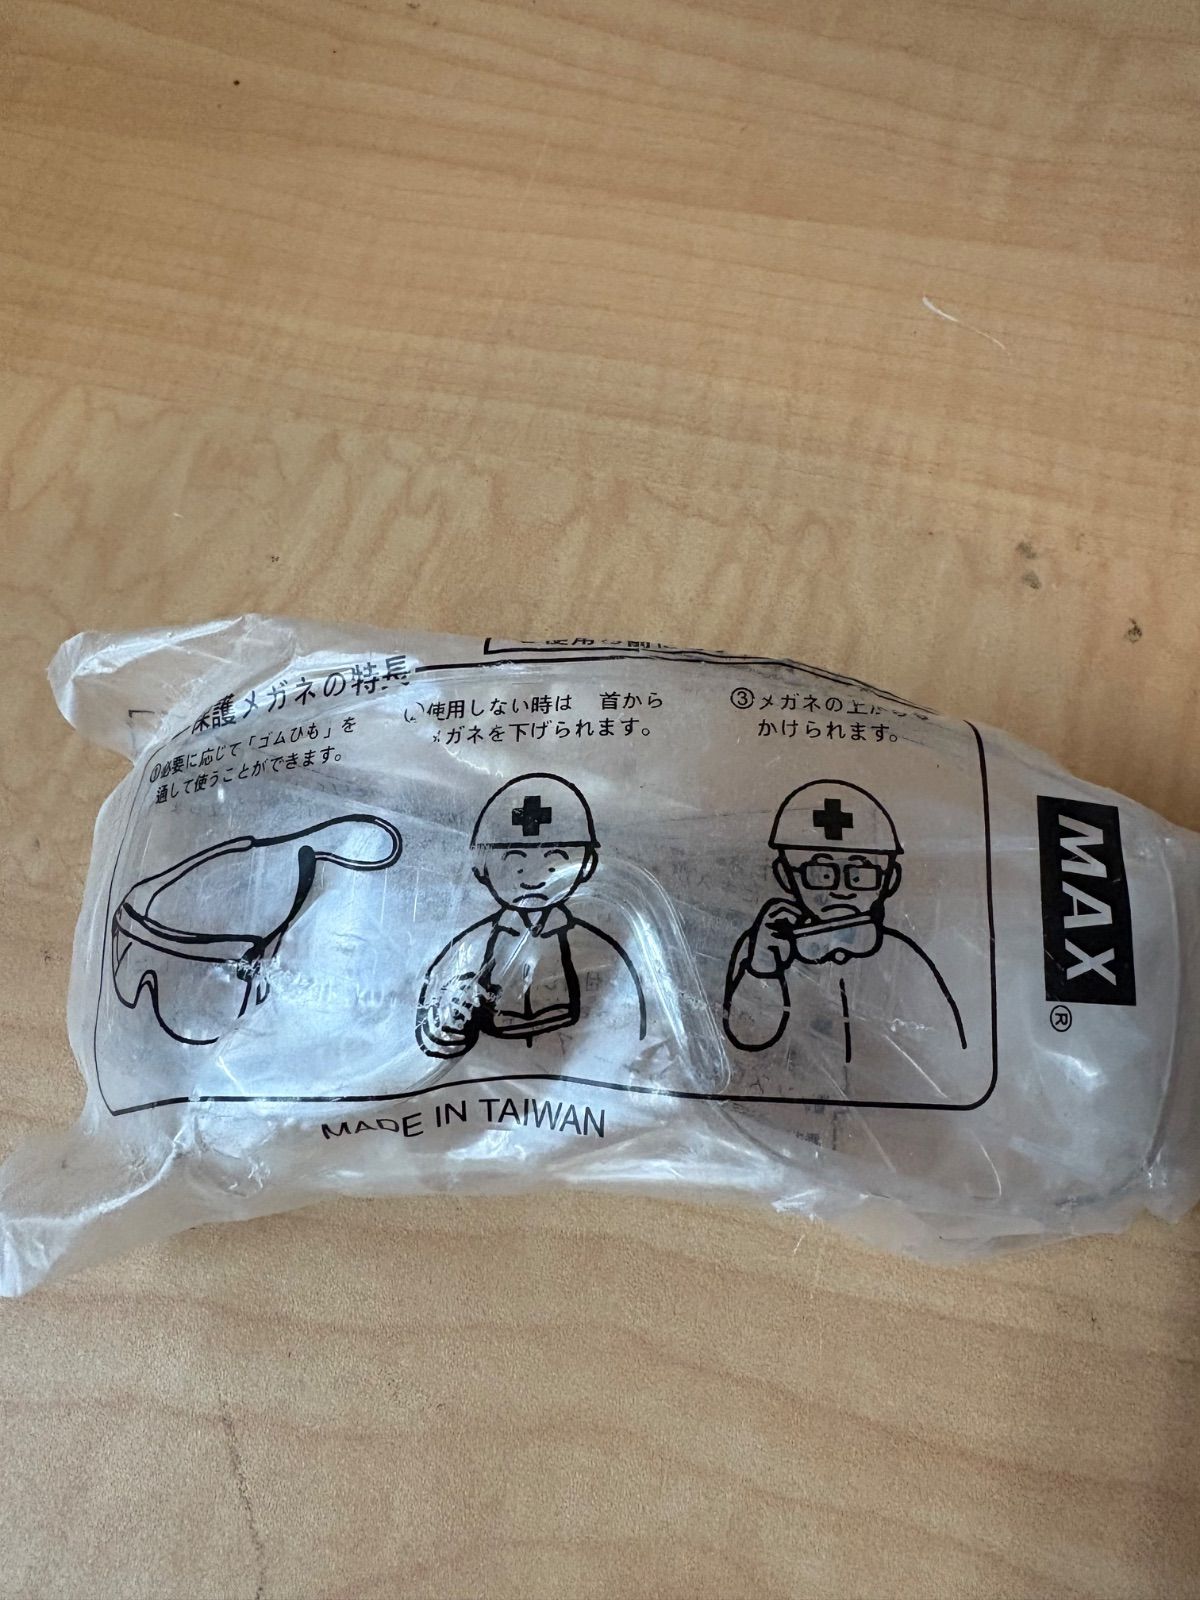 保護メガネの特長
①必要に応じて「ゴムひも」を
通して使うことができます。
②使用しない時は 首から
メガネを下げられます。
③メガネの上からも
かけられます。
MAX®
MADE IN TAIWAN